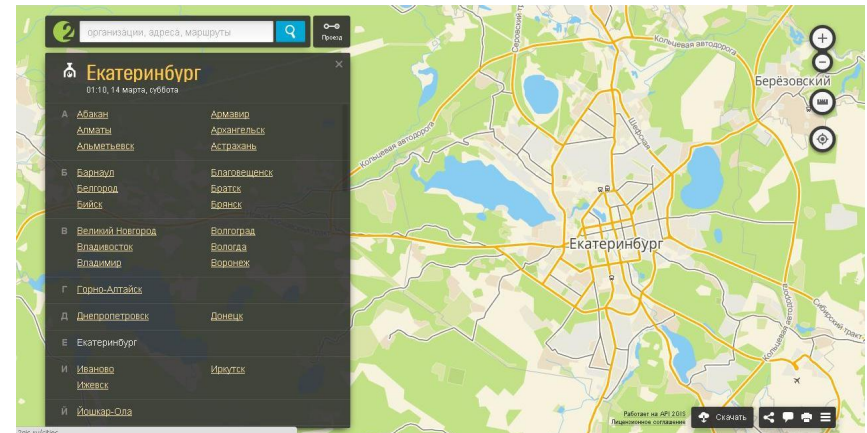 2
организации, адреса, маршруты
Проезд
Екатеринбург
01:10, 14 марта, суббота
А Абакан Армавир
Алматы Архангельск
Альметьевск Астрахань
Б Барнаул Благовещенск
Белгород Братск
Бийск Брянск
В Великий Новгород Волгоград
Владивосток Вологда
Владимир Воронеж
Г Горно-Алтайск
Д Днепропетровск Донецк
Е Екатеринбург
И Иваново Иркутск
Ижевск
Й Йошкар-Ола
Кольцевая автодорога
Берёзовский
Шефская
Кольцевая автодорога
Екатеринбург
Сибирский тракт
Кольцевая автодорога
Работает на API 2GIS
Лицензионное соглашение
Скачать